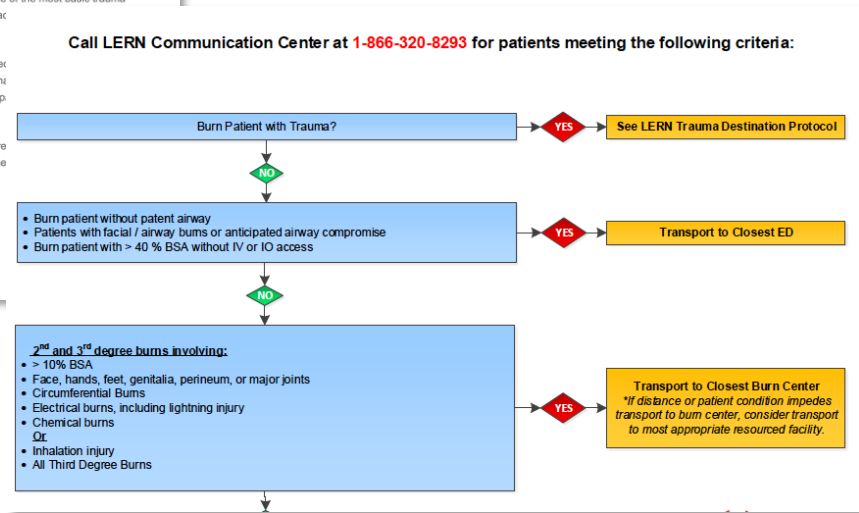 of the most basic trauma
Call LERN Communication Center at 1-866-320-8293 for patients meeting the following criteria:
Burn Patient with Trauma?
YES
See LERN Trauma Destination Protocol
NO
• Burn patient without patent airway
• Patients with facial / airway burns or anticipated airway compromise
• Burn patient with > 40 % BSA without IV or IO access
YES
Transport to Closest ED
NO
2nd and 3rd degree burns involving:
• > 10% BSA
• Face, hands, feet, genitalia, perineum, or major joints
• Circumferential Burns
• Electrical burns, including lightning injury
• Chemical burns
Or
• Inhalation injury
• All Third Degree Burns
YES
Transport to Closest Burn Center
*If distance or patient condition impedes
transport to burn center, consider transport
to most appropriate resourced facility.